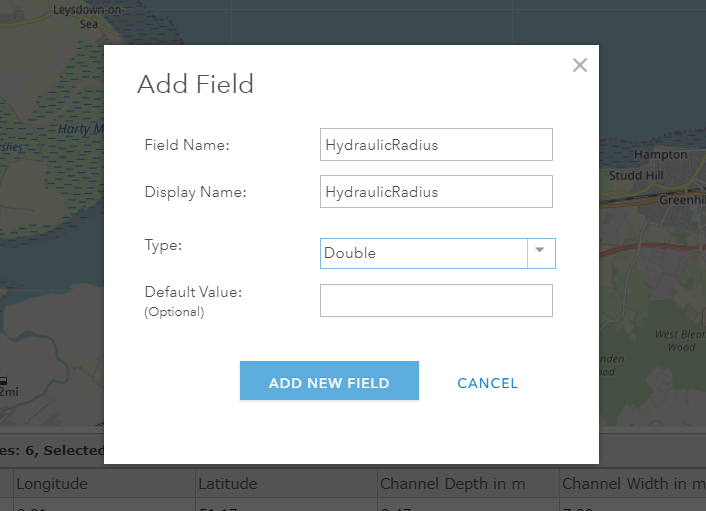 Leysdown-on-
Sea
Harty M
shes
Add Field
Field Name:
HydraulicRadius
Display Name:
HydraulicRadius
Type:
Double
Default Value:
(Optional)
ADD NEW FIELD
CANCEL
Hampton
Studd Hill
Greenhil
West Blean
Wood
nden
ood
2mi
es: 6, Selected
Longitude
Latitude
Channel Depth in m
Channel Width in m